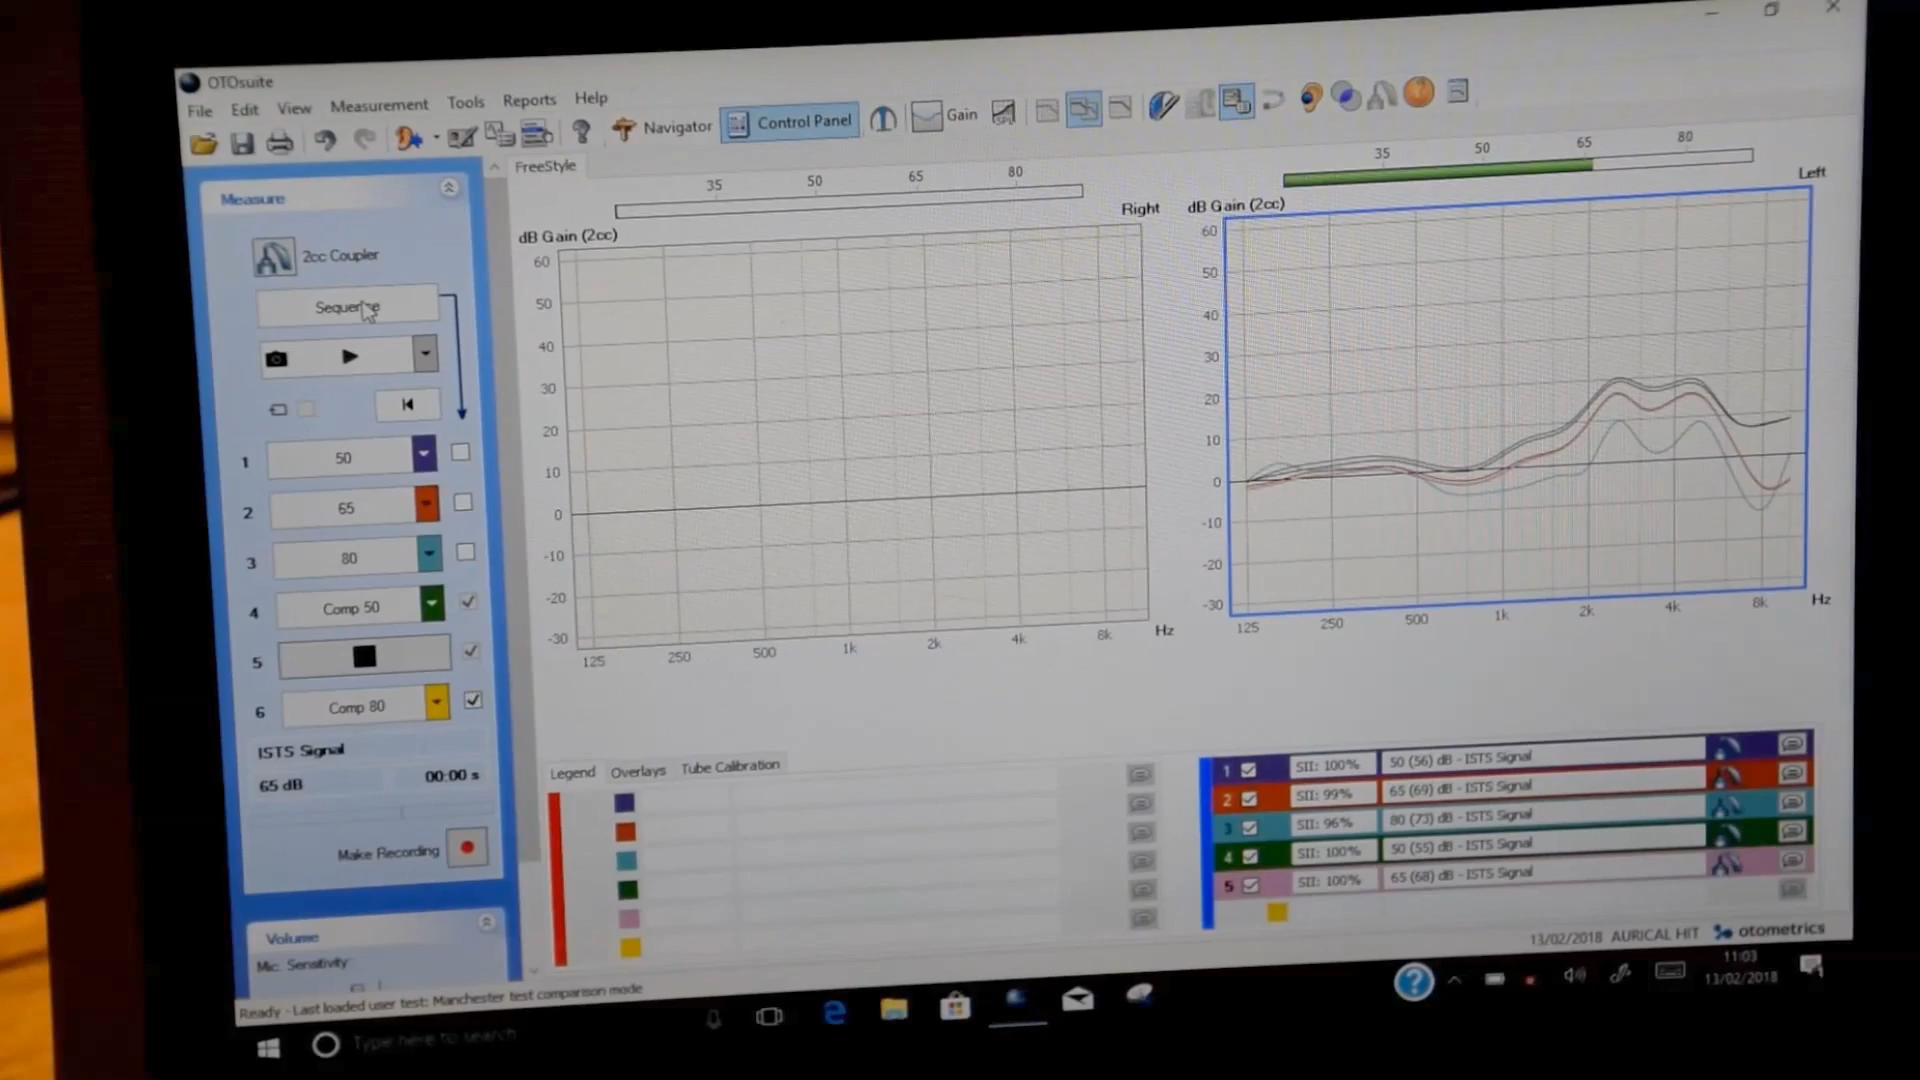 OTOsuite
File Edit View Measurement Tools Reports Help
Navigator Control Panel Gain SPL
Measure
2cc Coupler
Sequence
1 50
2 65
3 80
4 Comp 50
5
6 Comp 80
ISTS Signal
65 dB 00:00 s
Make Recording
Volume
Mic. Sensitivity
FreeStyle
35 50 65 80
Right
dB Gain (2cc)
60
50
40
30
20
10
0
-10
-20
-30
125 250 500 1k 2k 4k 8k Hz
35 50 65 80
Left
dB Gain (2cc)
60
50
40
30
20
10
0
-10
-20
-30
125 250 500 1k 2k 4k 8k Hz
Legend Overlays Tube Calibration
1 SII: 100% 50 (56) dB - ISTS Signal
2 SII: 99% 65 (69) dB - ISTS Signal
3 SII: 96% 80 (73) dB - ISTS Signal
4 SII: 100% 50 (55) dB - ISTS Signal
5 SII: 100% 65 (68) dB - ISTS Signal
13/02/2018 AURICAL HIT otometrics
Ready - Last loaded user test: Manchester test comparison mode
Type here to search
11:03
13/02/2018